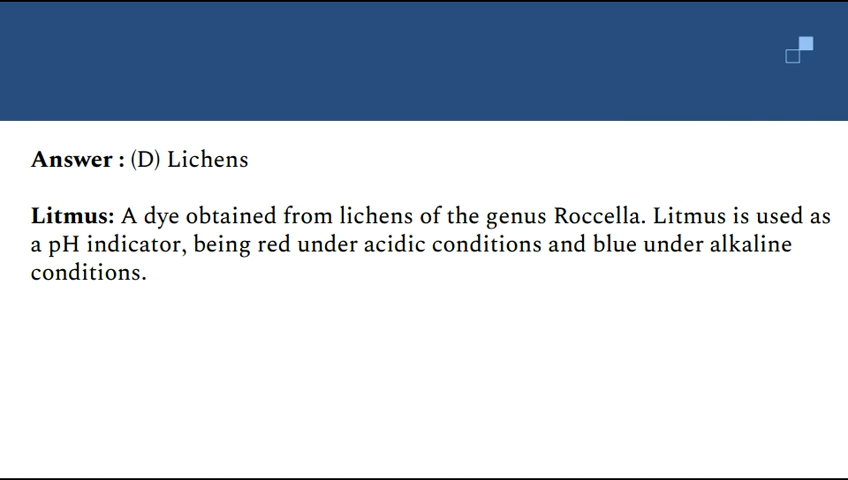 Answer : (D) Lichens
Litmus: A dye obtained from lichens of the genus Roccella. Litmus is used as
a pH indicator, being red under acidic conditions and blue under alkaline
conditions.